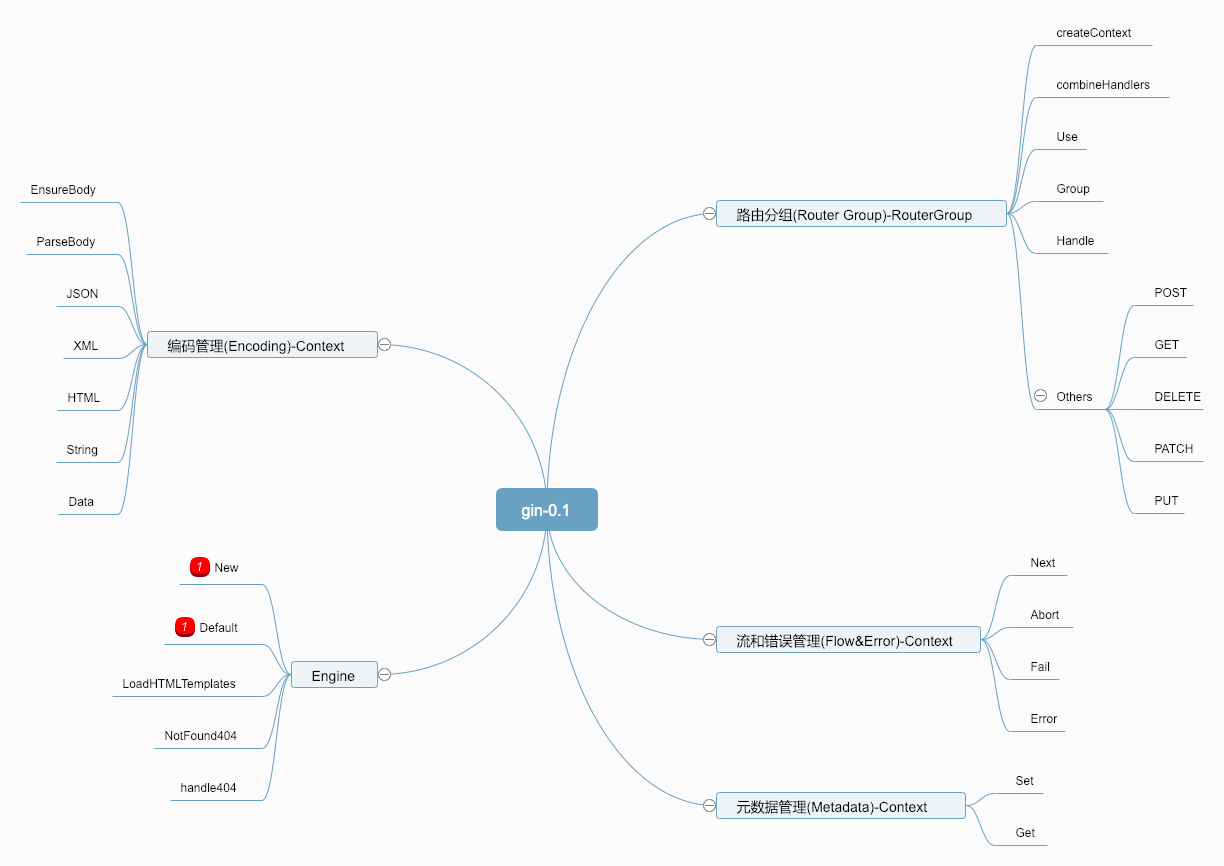 gin-0.1
路由分组(Router Group)-RouterGroup
createContext
combineHandlers
Use
Group
Handle
Others
POST
GET
DELETE
PATCH
PUT
流和错误管理(Flow&Error)-Context
Next
Abort
Fail
Error
元数据管理(Metadata)-Context
Set
Get
编码管理(Encoding)-Context
EnsureBody
ParseBody
JSON
XML
HTML
String
Data
Engine
1 New
1 Default
LoadHTMLTemplates
NotFound404
handle404